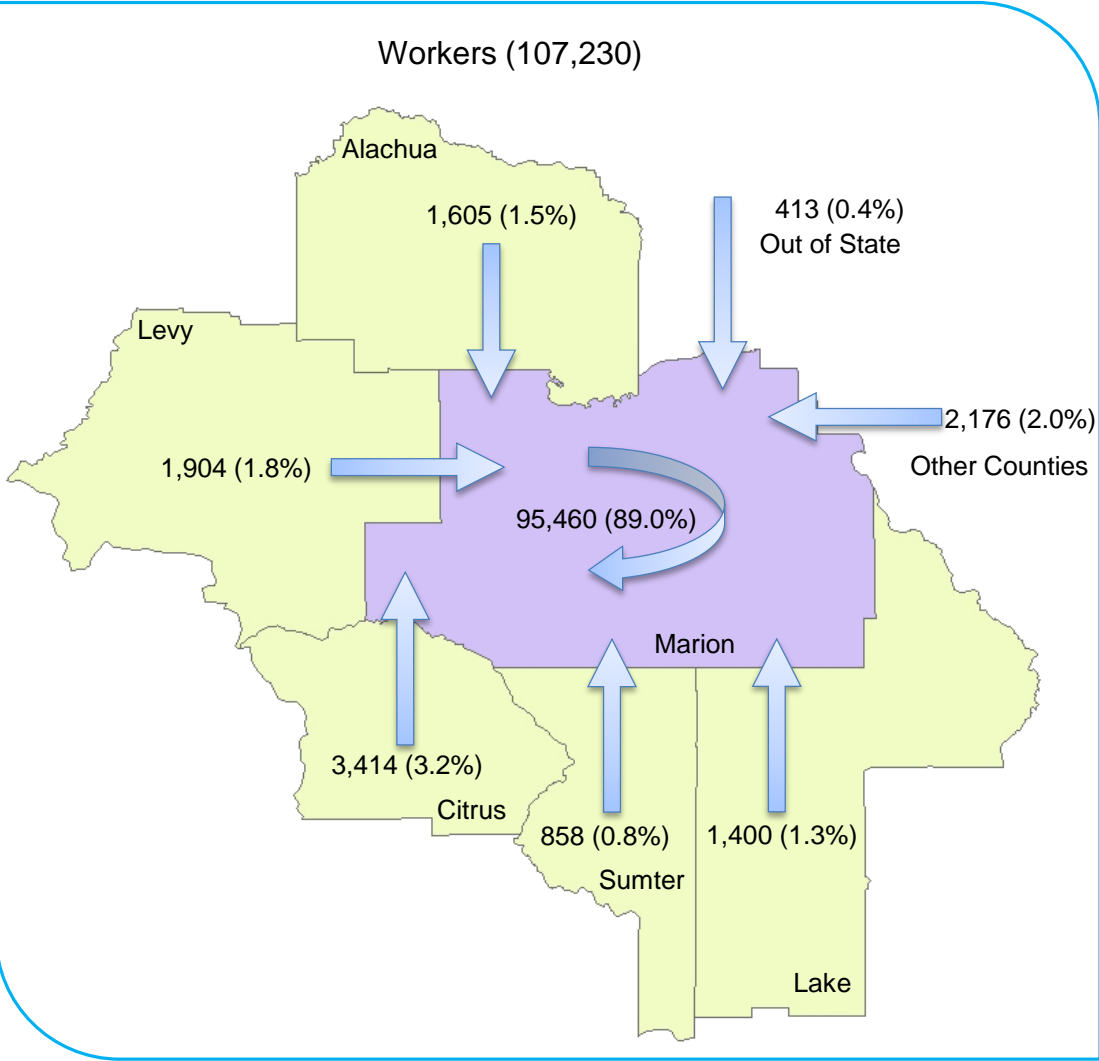 Workers (107,230)
Alachua
1,605 (1.5%)
413 (0.4%)
Out of State
Levy
2,176 (2.0%)
Other Counties
1,904 (1.8%)
95,460 (89.0%)
Marion
3,414 (3.2%)
Citrus
858 (0.8%)
Sumter
1,400 (1.3%)
Lake